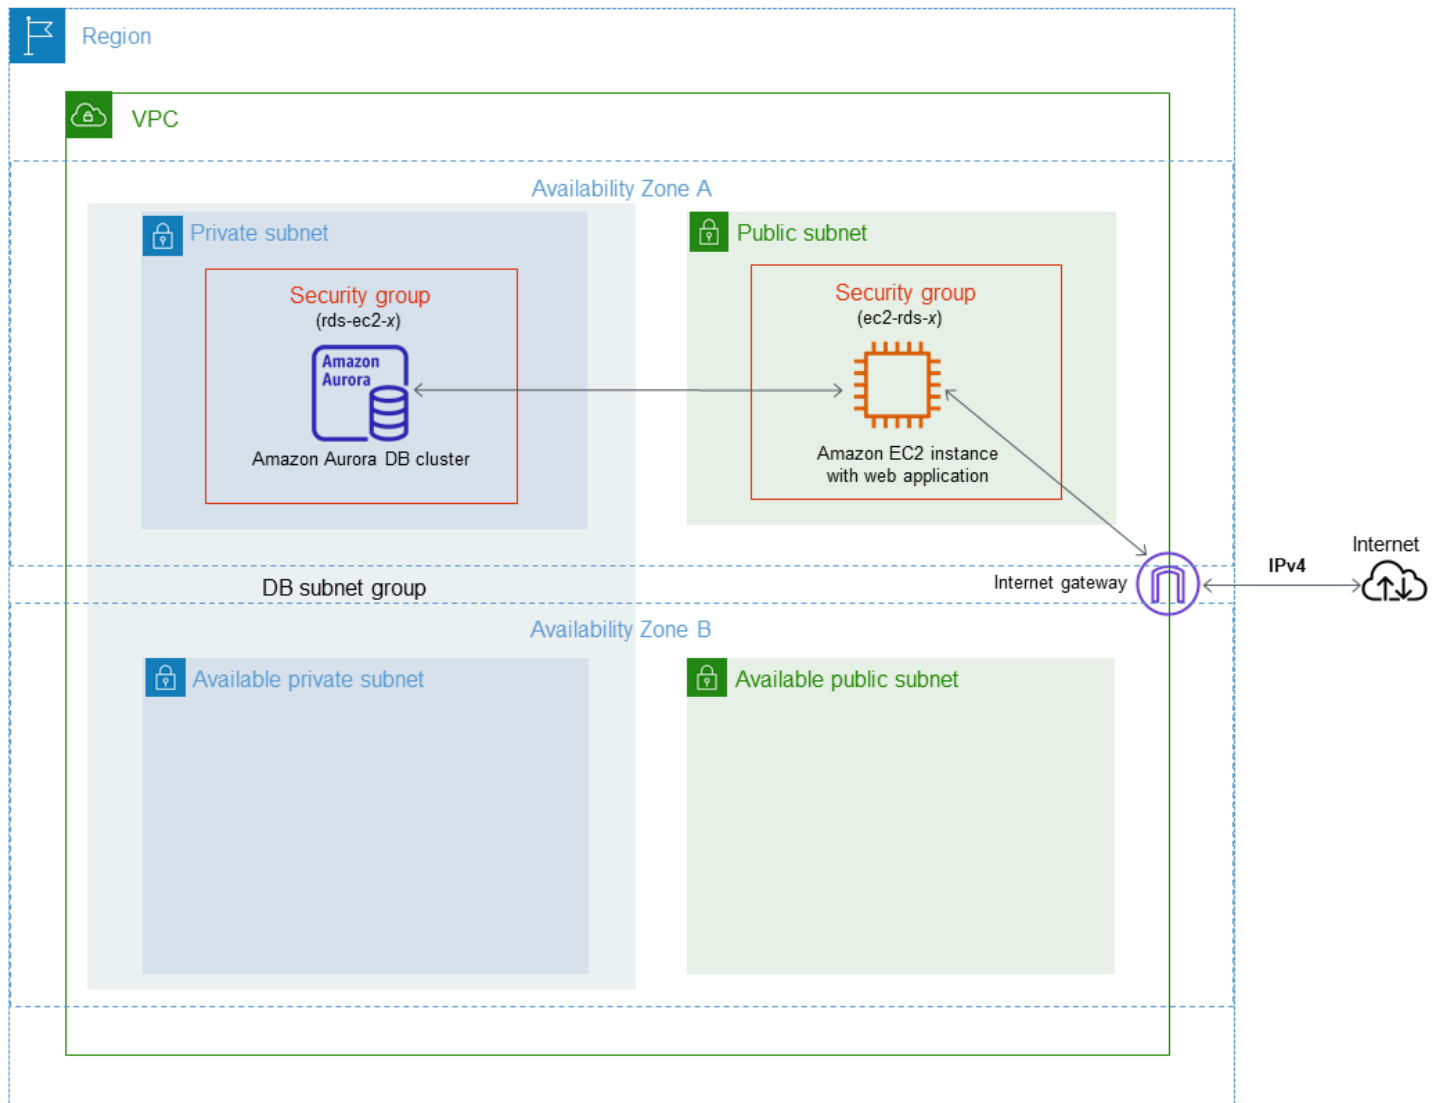 Region
VPC
Availability Zone A
Private subnet
Public subnet
Security group
(rds-ec2-x)
Security group
(ec2-rds-x)
Amazon
Aurora
Amazon Aurora DB cluster
Amazon EC2 instance
with web application
Internet
IPv4
Internet gateway
DB subnet group
Availability Zone B
Available private subnet
Available public subnet